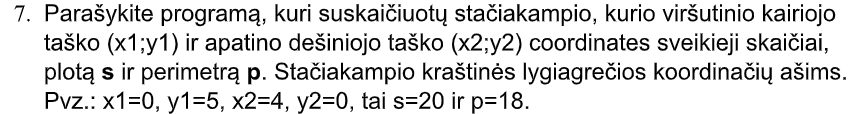 7. Parašykite programą, kuri suskaičiuotų stačiakampio, kurio viršutinio kairiojo
taško (x1;y1) ir apatino dešiniojo taško (x2;y2) coordinates sveikieji skaičiai,
plotą s ir perimetrą p. Stačiakampio kraštinės lygiagrečios koordinačių ašims.
Pvz.: x1=0, y1=5, x2=4, y2=0, tai s=20 ir p=18.